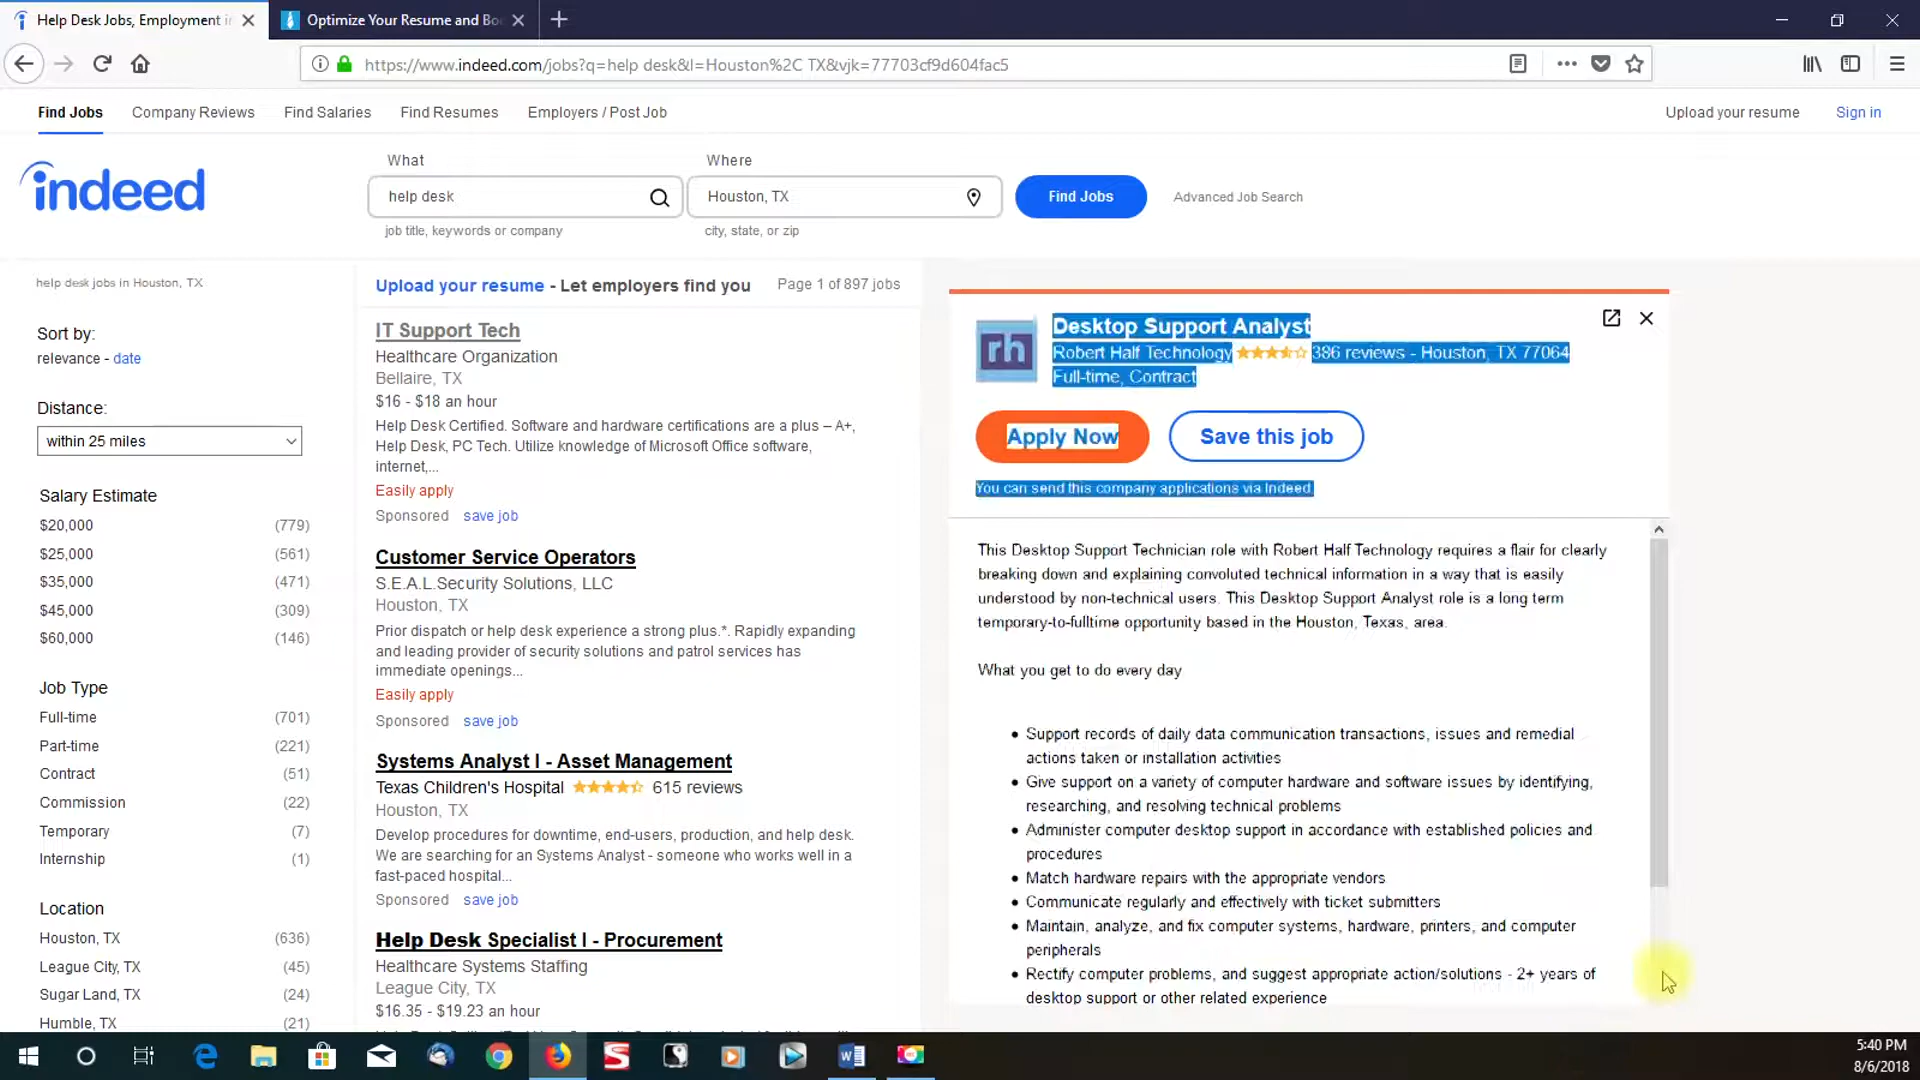 Help Desk Jobs, Employment i
Optimize Your Resume and Bo
https://www.indeed.com/jobs?q=help desk&l=Houston%2C TX&vjk=77703cf9d604fac5
Find Jobs
Company Reviews
Find Salaries
Find Resumes
Employers / Post Job
Upload your resume
Sign in
indeed
What
Where
help desk
Houston, TX
Find Jobs
Advanced Job Search
job title, keywords or company
city, state, or zip
help desk jobs in Houston, TX
Sort by:
relevance - date
Distance:
within 25 miles
Salary Estimate
$20,000 (779)
$25,000 (561)
$35,000 (471)
$45,000 (309)
$60,000 (146)
Job Type
Full-time (701)
Part-time (221)
Contract (51)
Commission (22)
Temporary (7)
Internship (1)
Location
Houston, TX (636)
League City, TX (45)
Sugar Land, TX (24)
Humble, TX (21)
Upload your resume - Let employers find you
Page 1 of 897 jobs
IT Support Tech
Healthcare Organization
Bellaire, TX
$16 - $18 an hour
Help Desk Certified. Software and hardware certifications are a plus – A+,
Help Desk, PC Tech. Utilize knowledge of Microsoft Office software,
internet,...
Easily apply
Sponsored save job
Customer Service Operators
S.E.A.L.Security Solutions, LLC
Houston, TX
Prior dispatch or help desk experience a strong plus.*. Rapidly expanding
and leading provider of security solutions and patrol services has
immediate openings...
Easily apply
Sponsored save job
Systems Analyst I - Asset Management
Texas Children's Hospital 615 reviews
Houston, TX
Develop procedures for downtime, end-users, production, and help desk.
We are searching for an Systems Analyst - someone who works well in a
fast-paced hospital...
Sponsored save job
Help Desk Specialist I - Procurement
Healthcare Systems Staffing
League City, TX
$16.35 - $19.23 an hour
rh
Desktop Support Analyst
Robert Half Technology 386 reviews - Houston, TX 77064
Full-time, Contract
Apply Now
Save this job
You can send this company applications via Indeed.
This Desktop Support Technician role with Robert Half Technology requires a flair for clearly
breaking down and explaining convoluted technical information in a way that is easily
understood by non-technical users. This Desktop Support Analyst role is a long term
temporary-to-fulltime opportunity based in the Houston, Texas, area.
What you get to do every day
• Support records of daily data communication transactions, issues and remedial
actions taken or installation activities
• Give support on a variety of computer hardware and software issues by identifying,
researching, and resolving technical problems
• Administer computer desktop support in accordance with established policies and
procedures
• Match hardware repairs with the appropriate vendors
• Communicate regularly and effectively with ticket submitters
• Maintain, analyze, and fix computer systems, hardware, printers, and computer
peripherals
• Rectify computer problems, and suggest appropriate action/solutions - 2+ years of
desktop support or other related experience
5:40 PM
8/6/2018